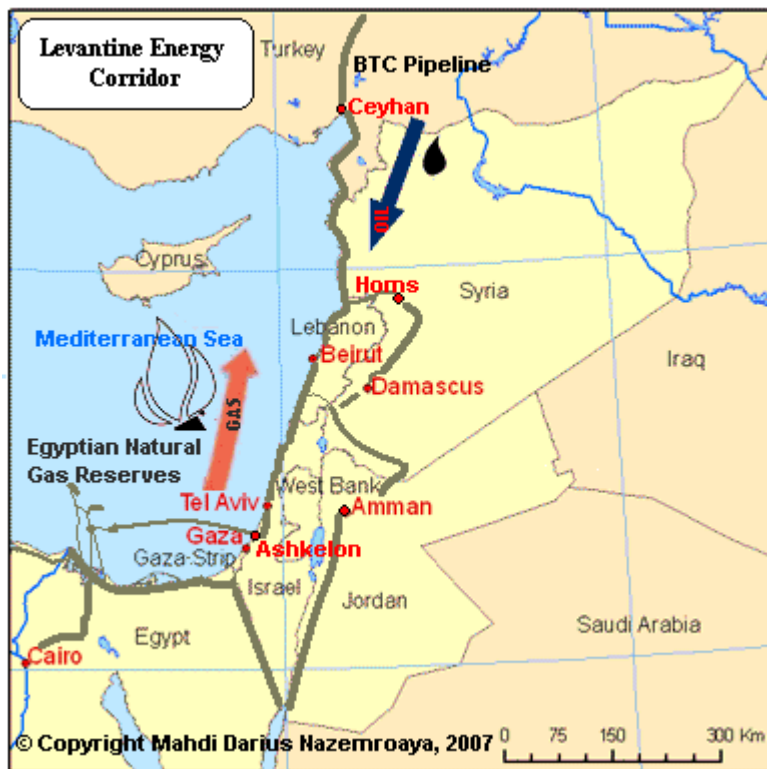 Levantine Energy
Corridor
Turkey
BTC Pipeline
Ceyhan
OIL
Cyprus
Homs
Syria
Mediterranean Sea
Lebanon
Beirut
Iraq
Damascus
GAS
Egyptian Natural
Gas Reserves
West Bank
Tel Aviv
Amman
Gaza
Ashkelon
Gaza-Strip
Israel
Jordan
Saudi Arabia
Egypt
Cairo
© Copyright Mahdi Darius Nazemroaya, 2007
0 75 150 300 Km